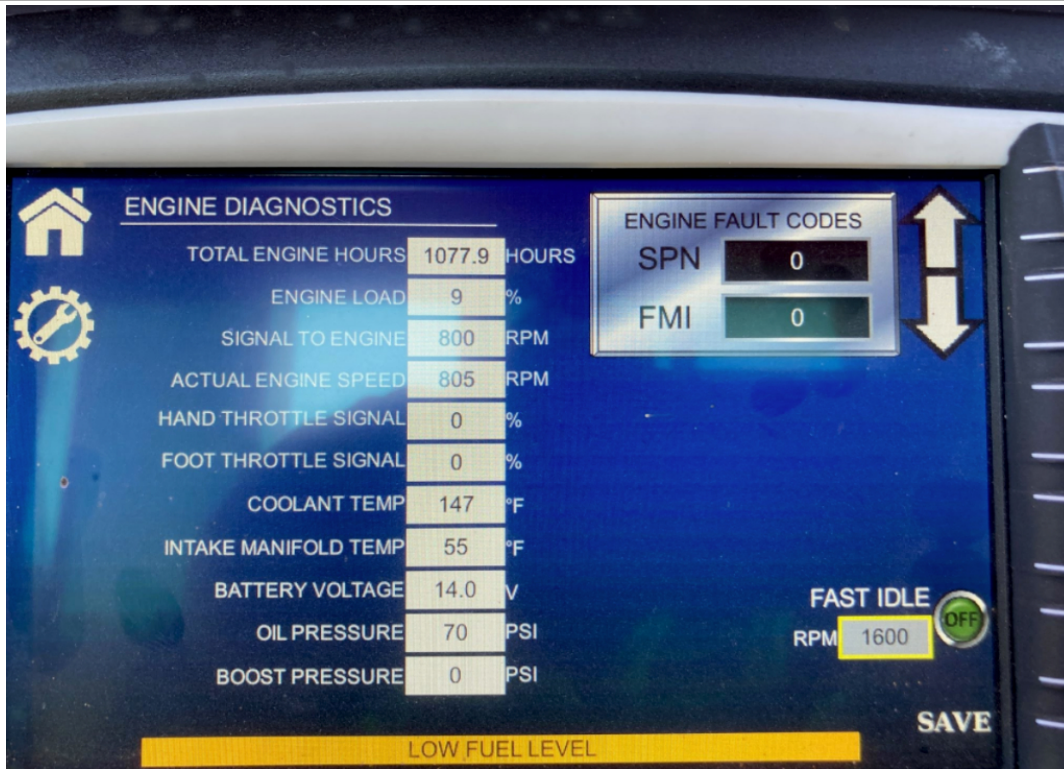 ENGINE DIAGNOSTICS
TOTAL ENGINE HOURS 1077.9 HOURS
ENGINE LOAD 9 %
SIGNAL TO ENGINE 800 RPM
ACTUAL ENGINE SPEED 805 RPM
HAND THROTTLE SIGNAL 0 %
FOOT THROTTLE SIGNAL 0 %
COOLANT TEMP 147 °F
INTAKE MANIFOLD TEMP 55 °F
BATTERY VOLTAGE 14.0 V
OIL PRESSURE 70 PSI
BOOST PRESSURE 0 PSI
ENGINE FAULT CODES
SPN 0
FMI 0
FAST IDLE
OFF
RPM 1600
SAVE
LOW FUEL LEVEL